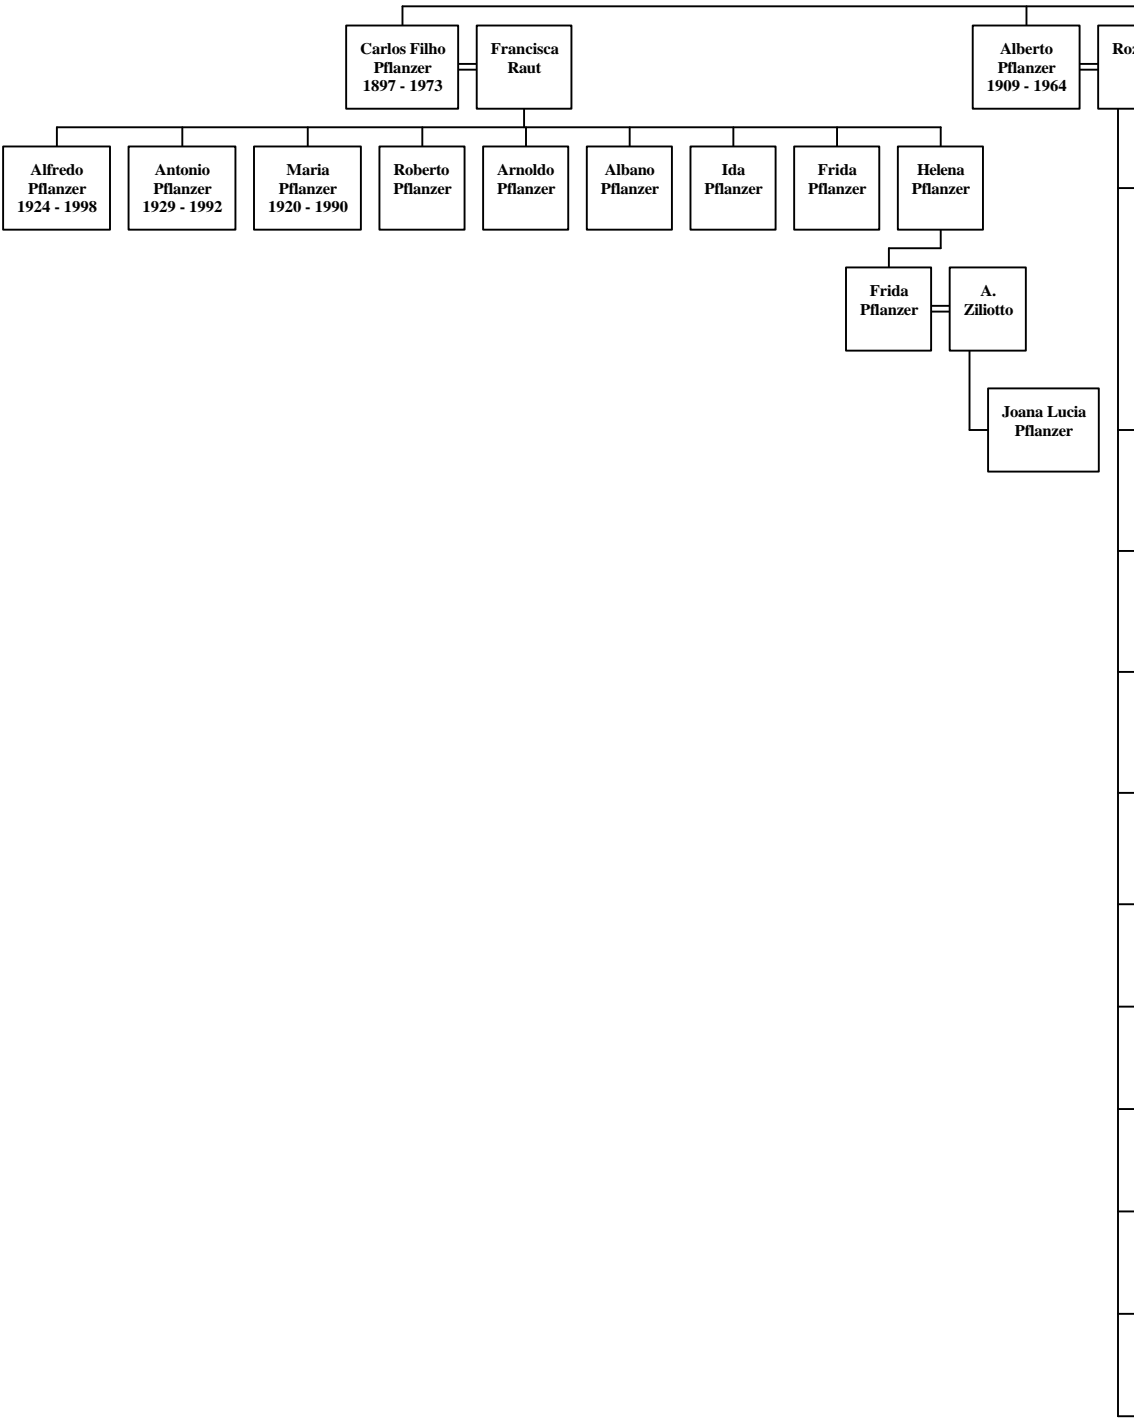 Carlos Filho
Pflanzer
1897 - 1973
Francisca
Raut
Alberto
Pflanzer
1909 - 1964
Alfredo
Pflanzer
1924 - 1998
Antonio
Pflanzer
1929 - 1992
Maria
Pflanzer
1920 - 1990
Roberto
Pflanzer
Arnoldo
Pflanzer
Albano
Pflanzer
Ida
Pflanzer
Frida
Pflanzer
Helena
Pflanzer
Frida
Pflanzer
A.
Ziliotto
Joana Lucia
Pflanzer